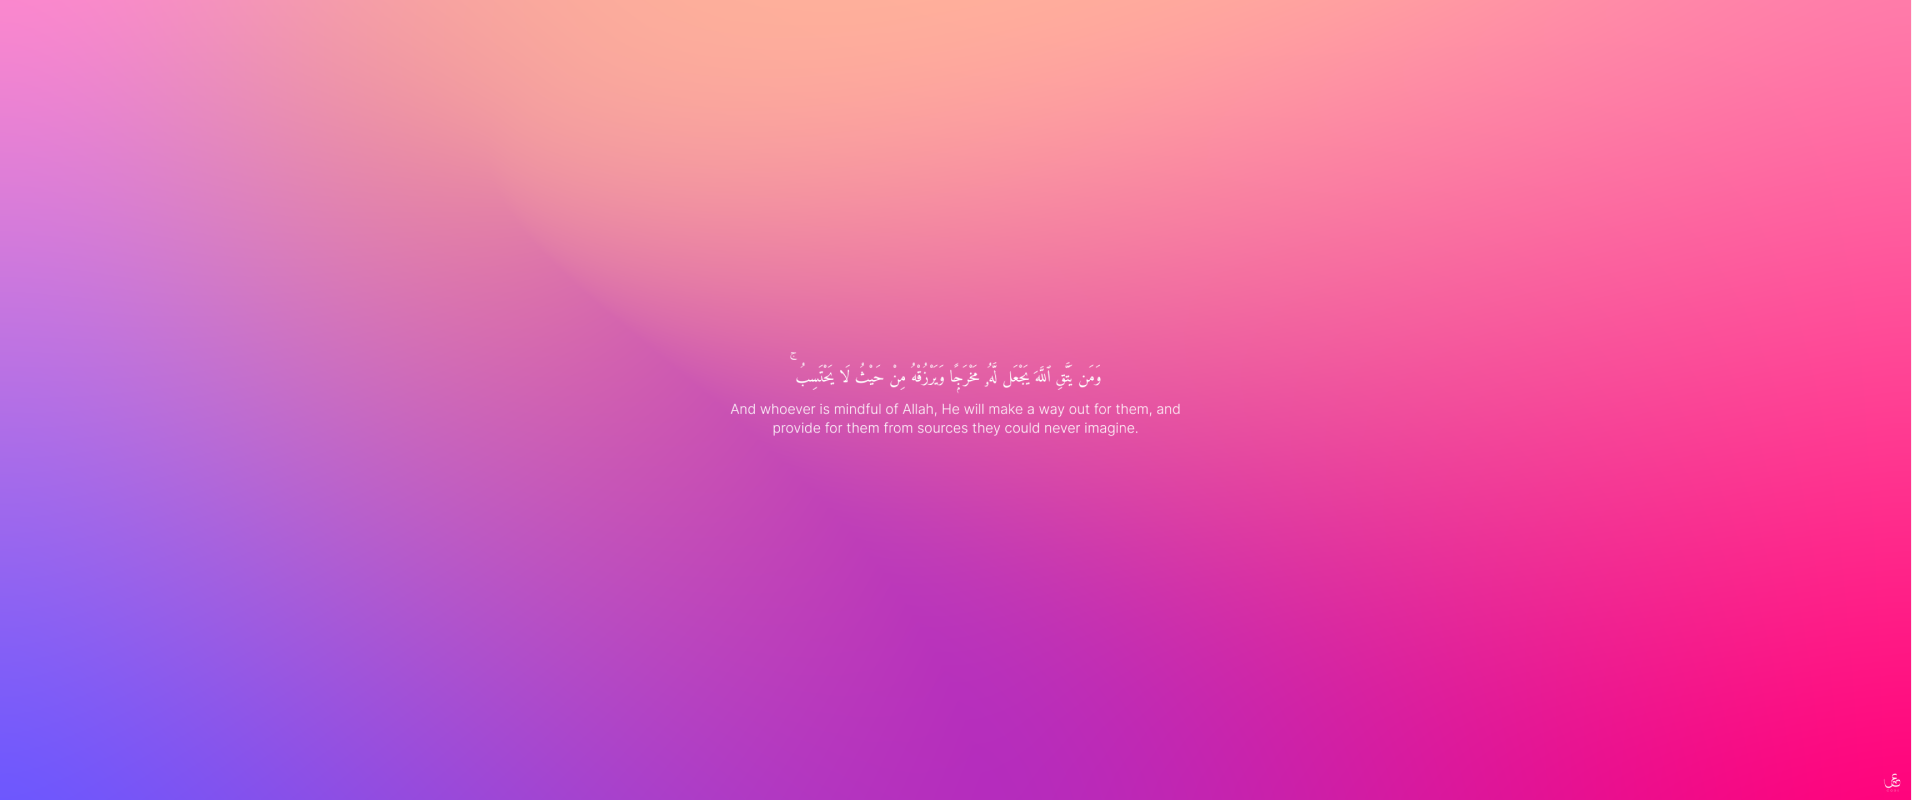 وَمَن يَتَّقِ ٱللَّهَ يَجْعَل لَّهُۥ مَخْرَجًۭا وَيَرْزُقْهُ مِنْ حَيْثُ لَا يَحْتَسِبُ ۚ
And whoever is mindful of Allah, He will make a way out for them, and
provide for them from sources they could never imagine.